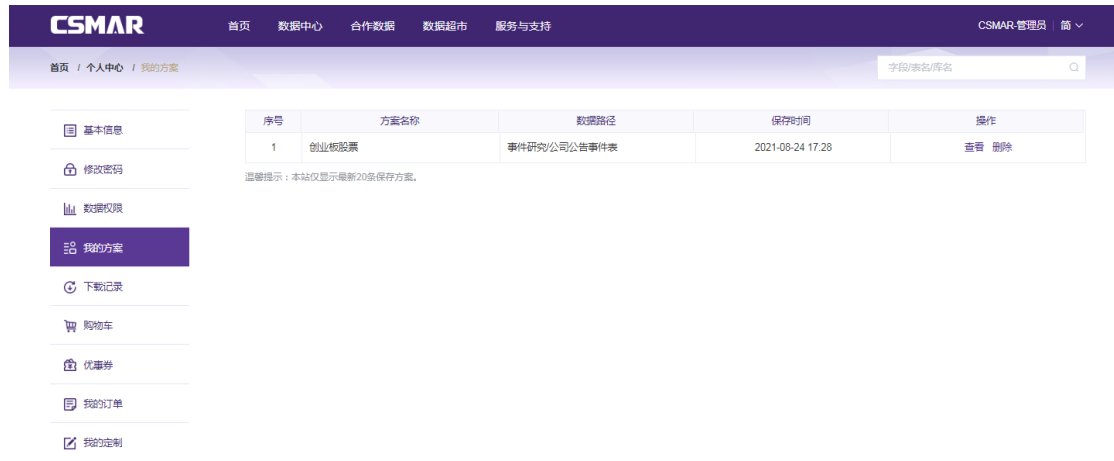 CSMAR 首页 数据中心 合作数据 数据超市 服务与支持 CSMAR-管理员 简
首页 / 个人中心 / 我的方案 字段/表名/库名
基本信息
修改密码
数据权限
我的方案
下载记录
购物车
优惠券
我的订单
我的定制
序号 方案名称 数据路径 保存时间 操作
1 创业板股票 事件研究/公司公告事件表 2021-08-24 17:28 查看 删除
温馨提示：本站仅显示最新20条保存方案。